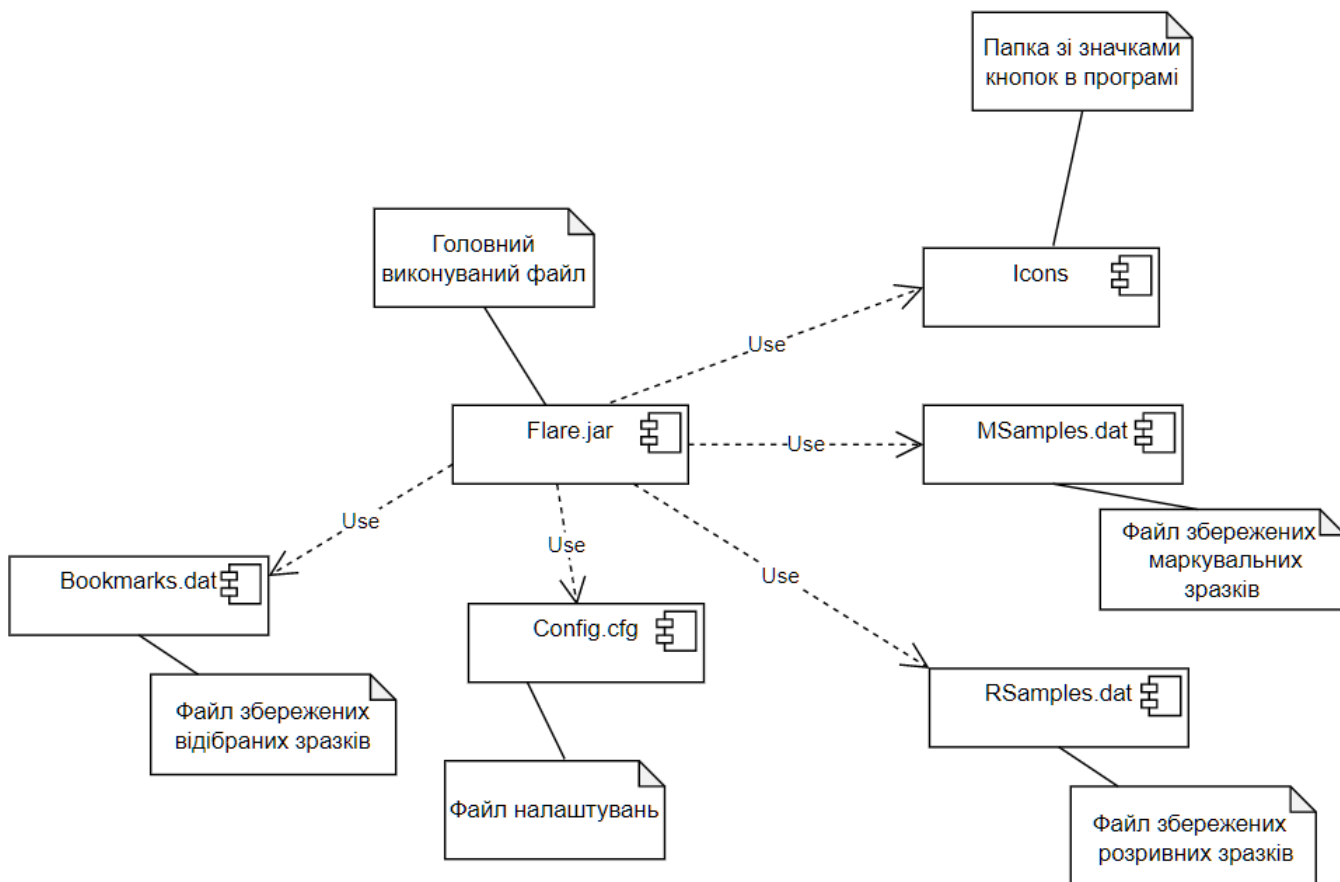 Папка зі значками
кнопок в програмі
Головний
виконуваний файл
Icons
Use
Flare.jar
MSamples.dat
Use
Use
Файл збережених
маркувальних
зразків
Use
Use
Bookmarks.dat
Config.cfg
RSamples.dat
Файл збережених
відібраних зразків
Файл налаштувань
Файл збережених
розривних зразків